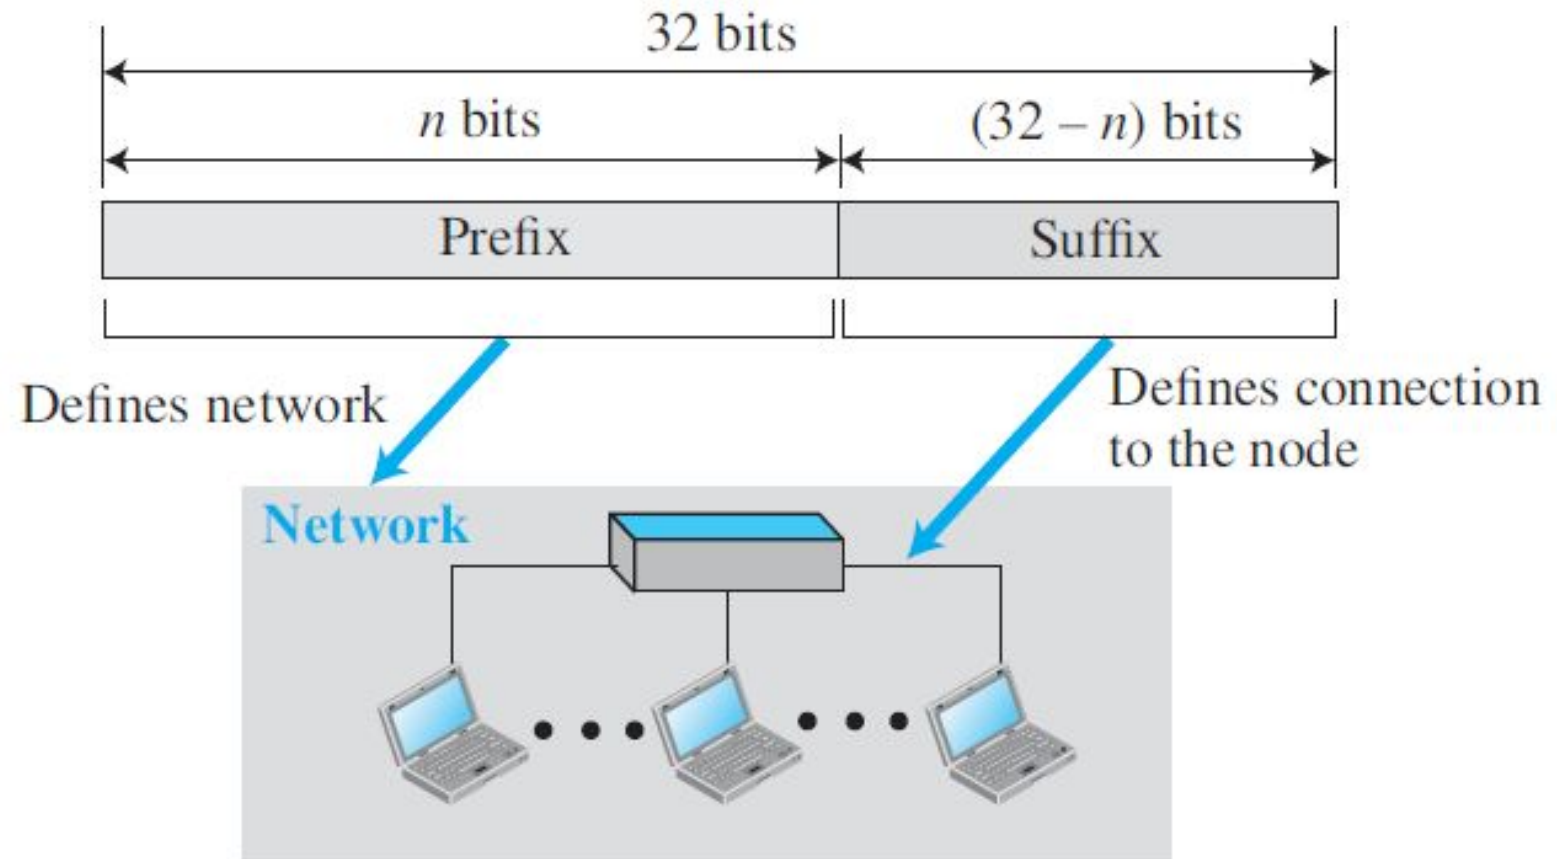 32 bits
n bits
(32 – n) bits
Prefix
Suffix
Defines network
Defines connection
to the node
Network